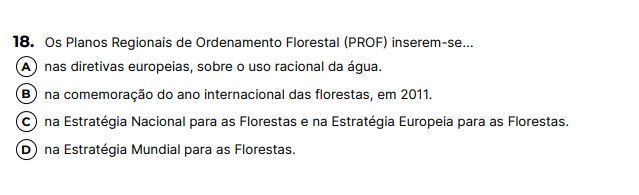 18. Os Planos Regionais de Ordenamento Florestal (PROF) inserem-se...
A nas diretivas europeias, sobre o uso racional da água.
B na comemoração do ano internacional das florestas, em 2011.
C na Estratégia Nacional para as Florestas e na Estratégia Europeia para as Florestas.
D na Estratégia Mundial para as Florestas.